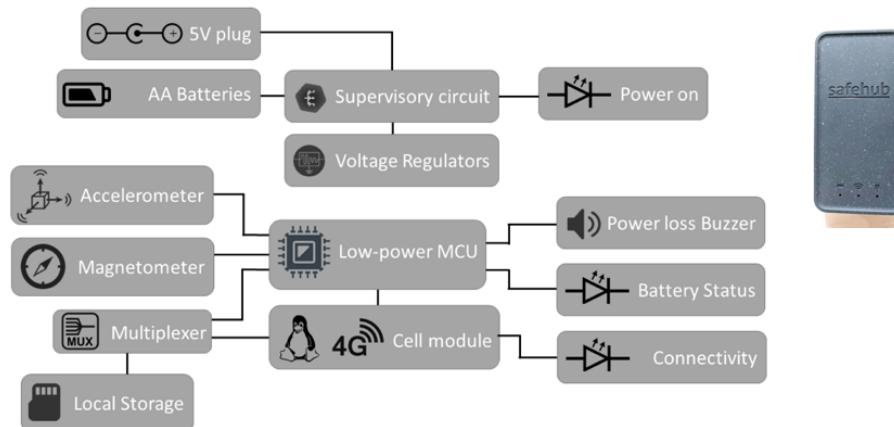 5V plug
AA Batteries
Supervisory circuit
Power on
safehub
Voltage Regulators
Accelerometer
Low-power MCU
Power loss Buzzer
Magnetometer
Battery Status
MUX
Multiplexer
4G
Cell module
Connectivity
Local Storage